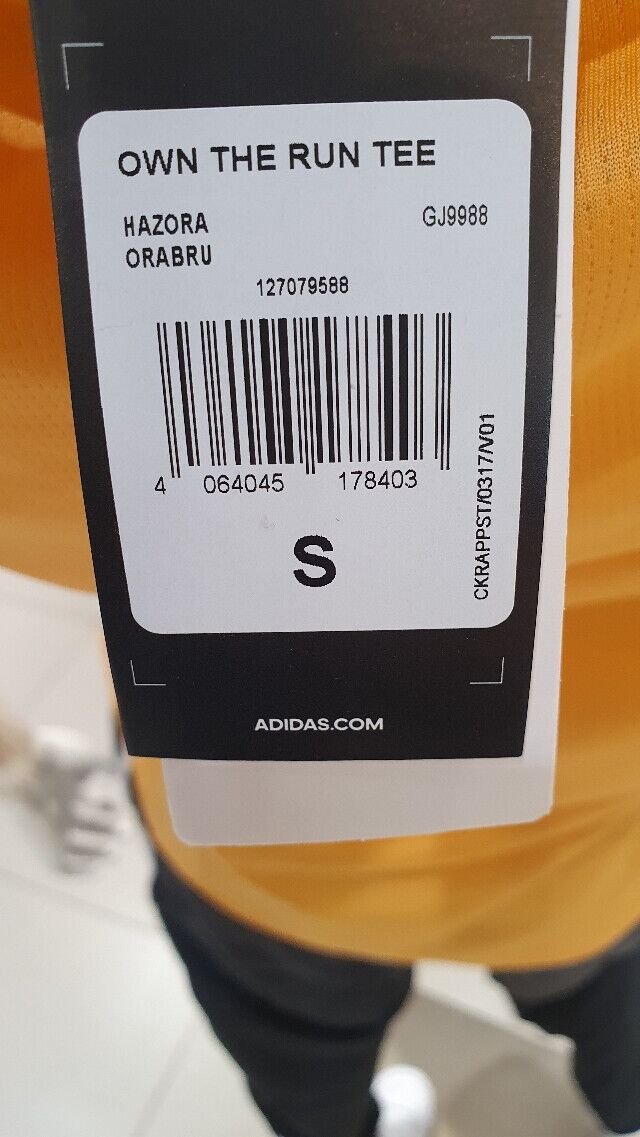 OWN THE RUN TEE
HAZORA GJ9988
ORABRU
127079588
4 064045 178403
CKRAPPST/0317/V01
S
ADIDAS.COM